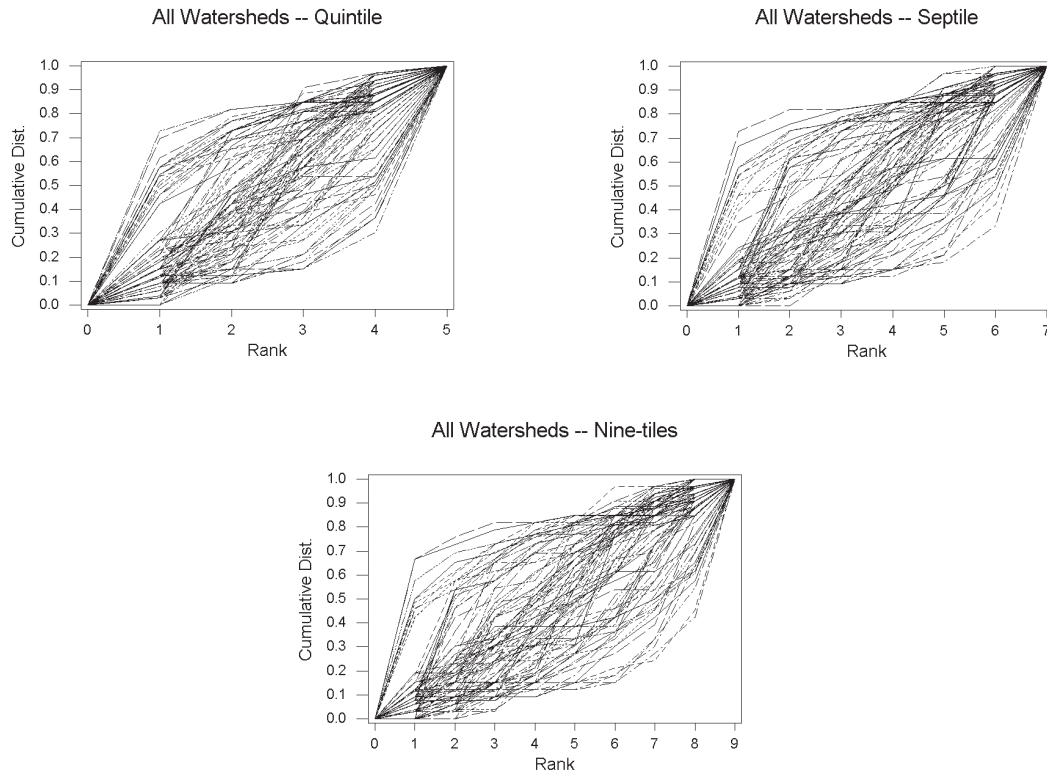 All Watersheds -- Quintile
1.0
0.9
0.8
0.7
0.6
0.5
0.4
0.3
0.2
0.1
0.0
Cumulative Dist.
0 1 2 3 4 5
Rank
All Watersheds -- Septile
1.0
0.9
0.8
0.7
0.6
0.5
0.4
0.3
0.2
0.1
0.0
Cumulative Dist.
0 1 2 3 4 5 6 7
Rank
All Watersheds -- Nine-tiles
1.0
0.9
0.8
0.7
0.6
0.5
0.4
0.3
0.2
0.1
0.0
Cumulative Dist.
0 1 2 3 4 5 6 7 8 9
Rank